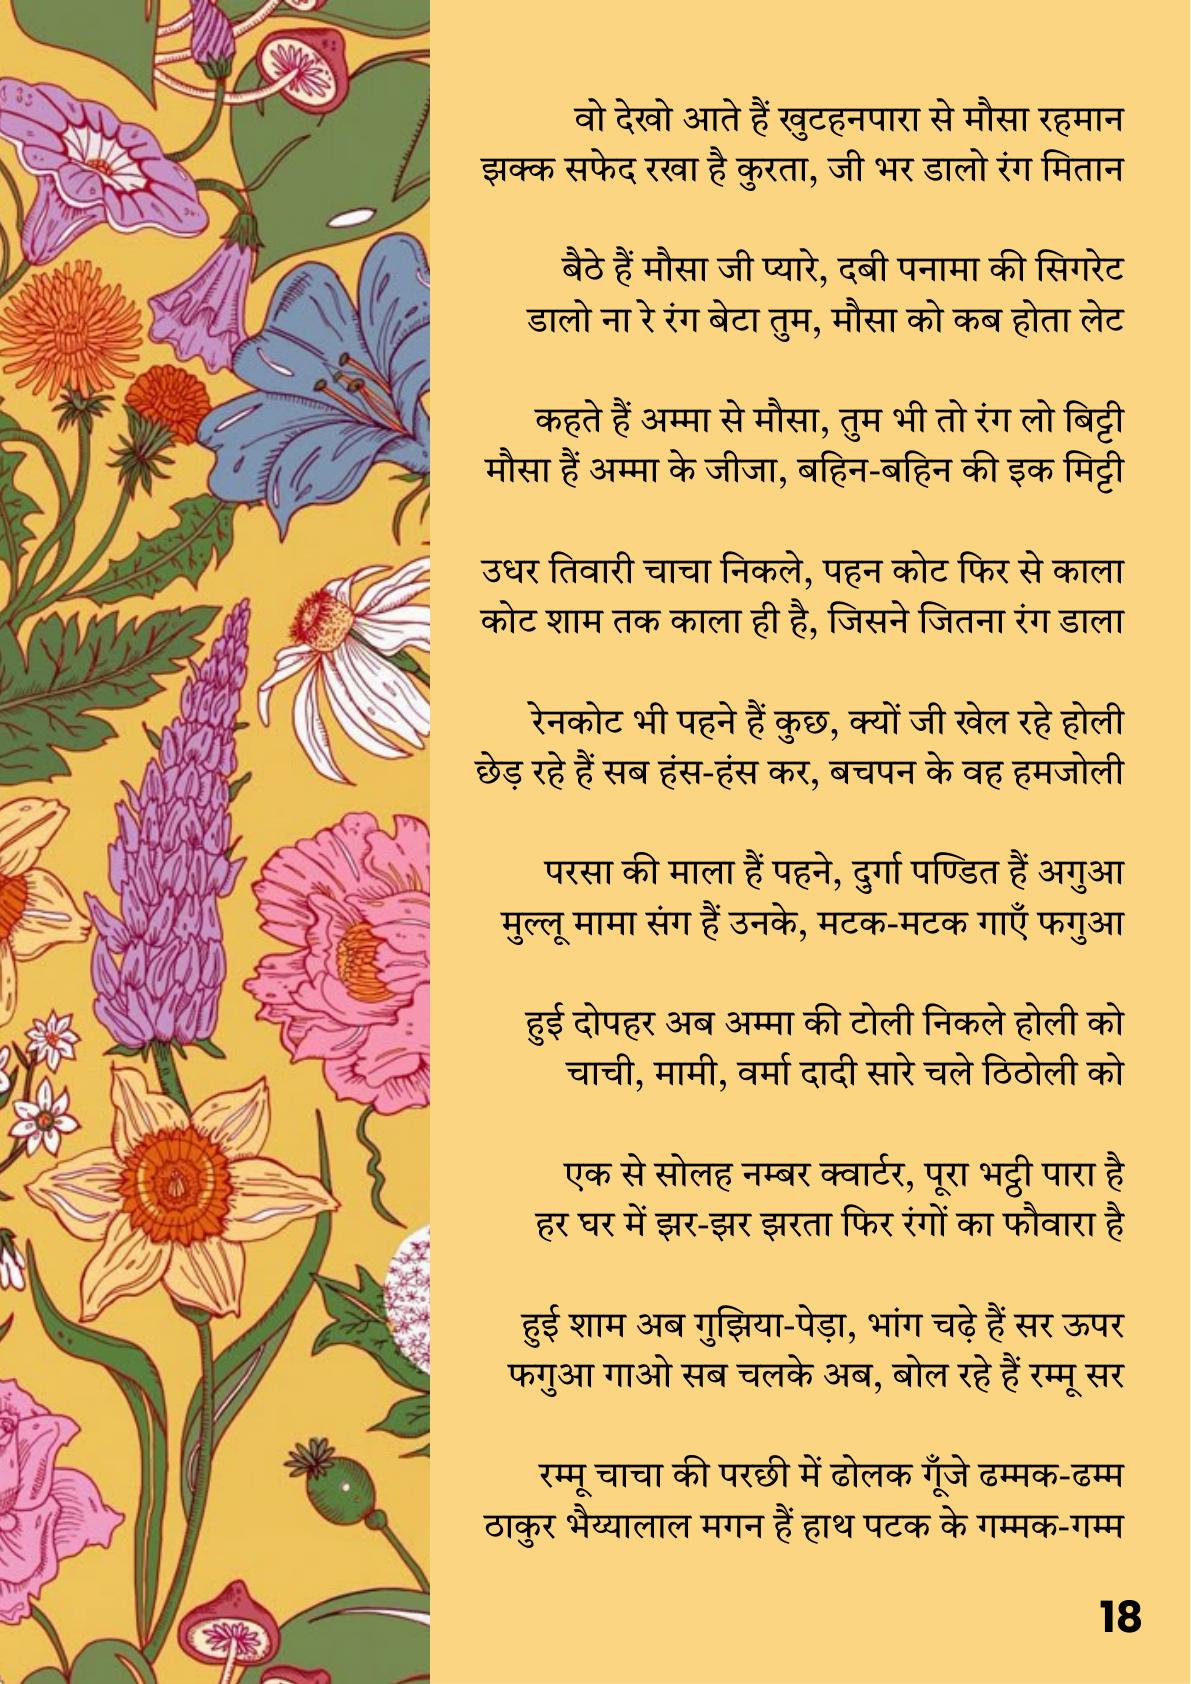 वो देखो आते हैं खुटहनपारा से मौसा रहमान
झक्क सफेद रखा है कुरता, जी भर डालो रंग मितान
बैठे हैं मौसा जी प्यारे, दबी पनामा की सिगरेट
डालो ना रे रंग बेटा तुम, मौसा को कब होता लेट
कहते हैं अम्मा से मौसा, तुम भी तो रंग लो बिट्टी
मौसा हैं अम्मा के जीजा, बहिन-बहिन की इक मिट्टी
उधर तिवारी चाचा निकले, पहन कोट फिर से काला
कोट शाम तक काला ही है, जिसने जितना रंग डाला
रेनकोट भी पहने हैं कुछ, क्यों जी खेल रहे होली
छेड़ रहे हैं सब हंस-हंस कर, बचपन के वह हमजोली
परसा की माला हैं पहने, दुर्गा पण्डित हैं अगुआ
मुल्लू मामा संग हैं उनके, मटक-मटक गाएँ फगुआ
हुई दोपहर अब अम्मा की टोली निकले होली को
चाची, मामी, वर्मा दादी सारे चले ठिठोली को
एक से सोलह नम्बर क्वार्टर, पूरा भट्ठी पारा है
हर घर में झर-झर झरता फिर रंगों का फौवारा है
हुई शाम अब गुझिया-पेड़ा, भांग चढ़े हैं सर ऊपर
फगुआ गाओ सब चलके अब, बोल रहे हैं रम्मू सर
रम्मू चाचा की परछी में ढोलक गूँजे ढम्मक-ढम्म
ठाकुर भैय्यालाल मगन हैं हाथ पटक के गम्मक-गम्म
18